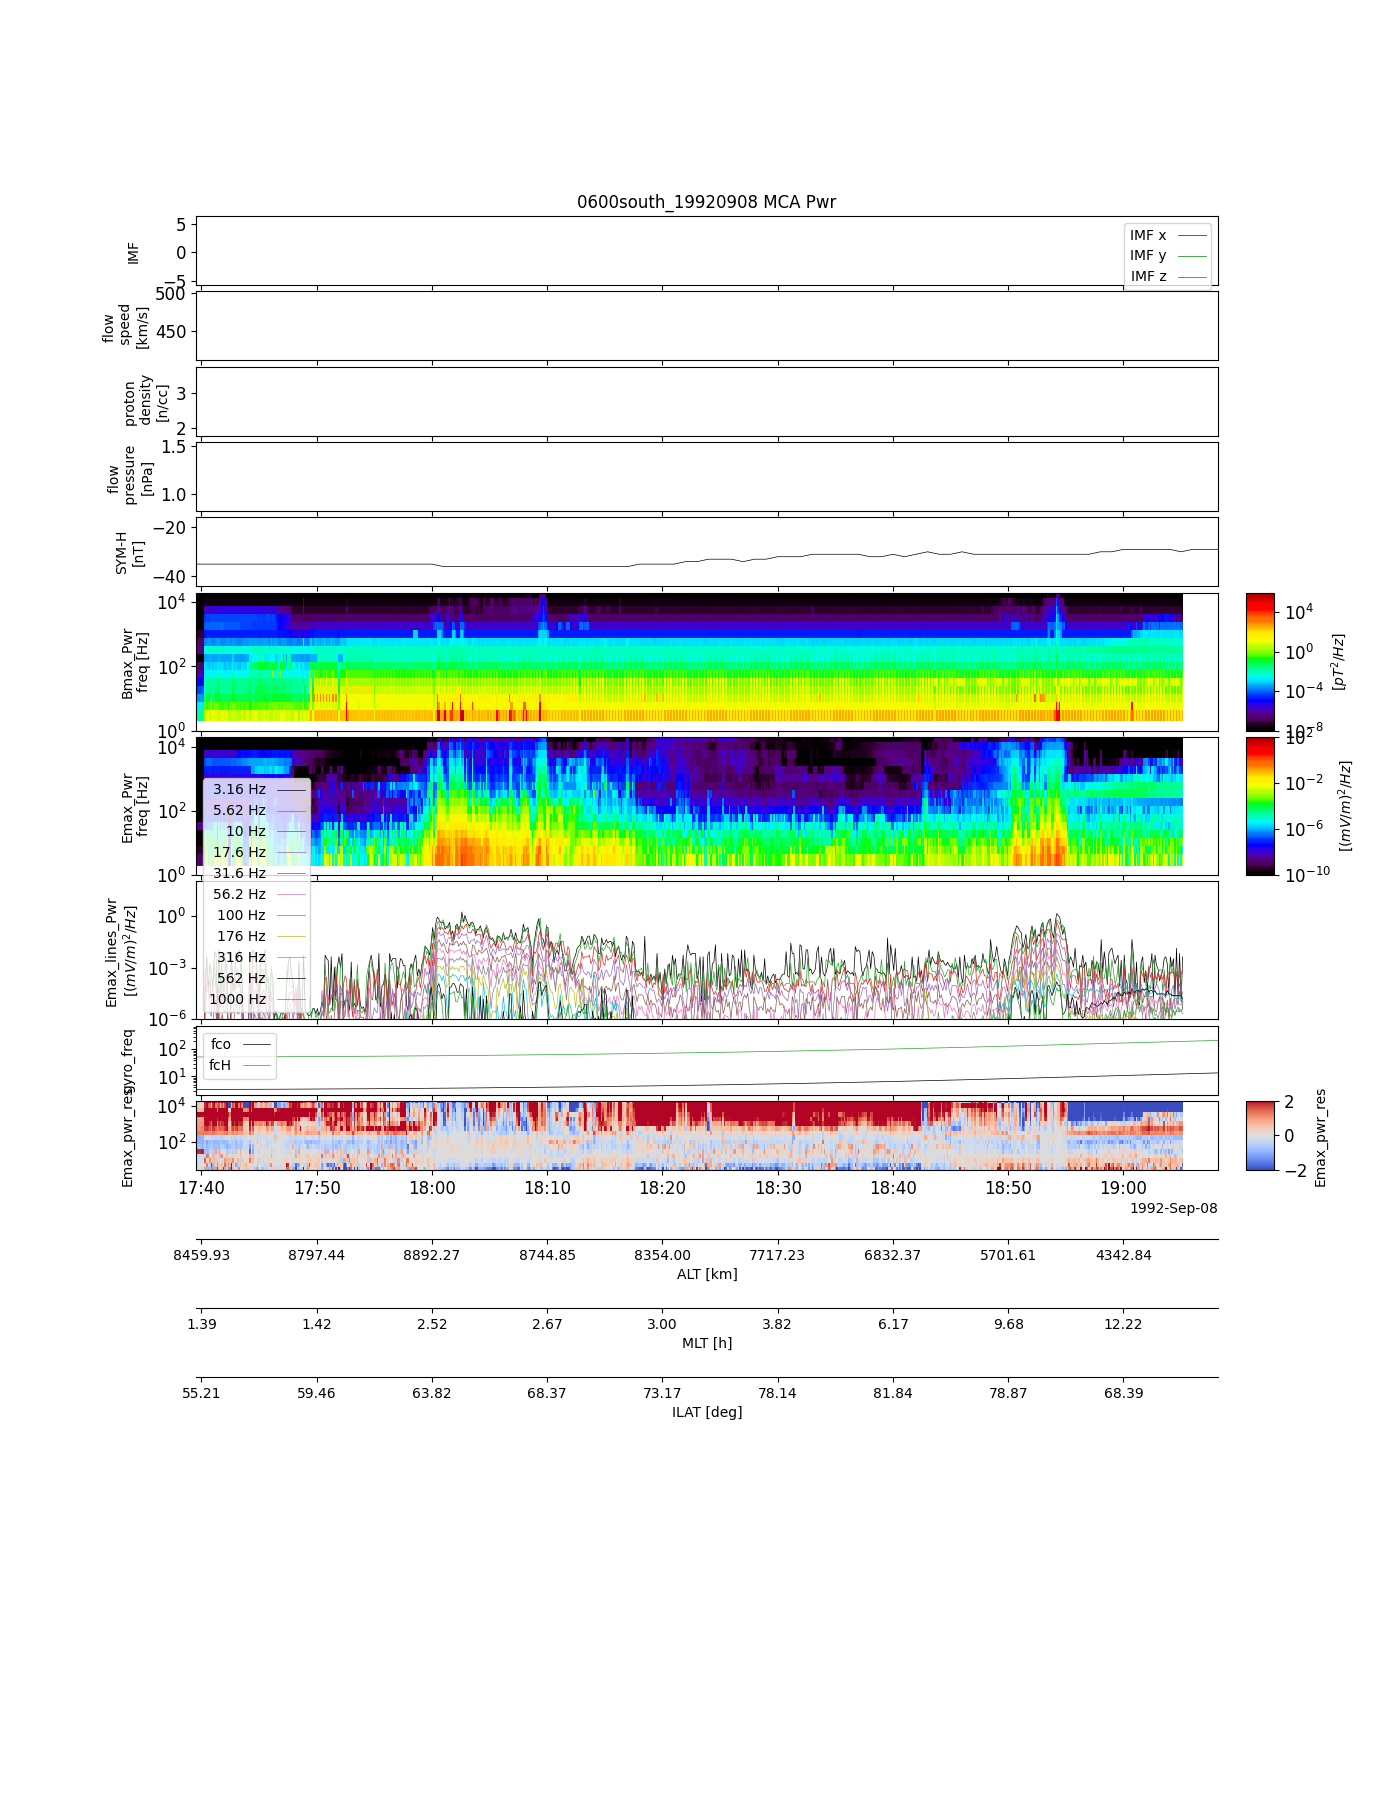 0600south_19920908 MCA Pwr
5
0
−5
IMF
IMF x
IMF y
IMF z
500
450
flow
speed
[km/s]
3
2
proton
density
[n/cc]
1.5
1.0
flow
pressure
[nPa]
−20
−40
SYM-H
[nT]
10^4
10^2
10^0
Bmax_Pwr
freq [Hz]
10^4
10^0
10^−4
10^−8
[pT^2/Hz]
10^4
10^2
10^0
Emax_Pwr
freq [Hz]
10^2
10^−2
10^−6
10^−10
[(mV/m)^2/Hz]
3.16 Hz
5.62 Hz
10 Hz
17.6 Hz
31.6 Hz
56.2 Hz
100 Hz
176 Hz
316 Hz
562 Hz
1000 Hz
10^0
10^−3
10^−6
Emax_lines_Pwr
[(mV/m)^2/Hz]
10^2
10^1
gyro_freq
fco
fcH
10^4
10^2
Emax_pwr_res
2
0
−2
Emax_pwr_res
17:40 17:50 18:00 18:10 18:20 18:30 18:40 18:50 19:00
1992-Sep-08
8459.93 8797.44 8892.27 8744.85 8354.00 7717.23 6832.37 5701.61 4342.84
ALT [km]
1.39 1.42 2.52 2.67 3.00 3.82 6.17 9.68 12.22
MLT [h]
55.21 59.46 63.82 68.37 73.17 78.14 81.84 78.87 68.39
ILAT [deg]